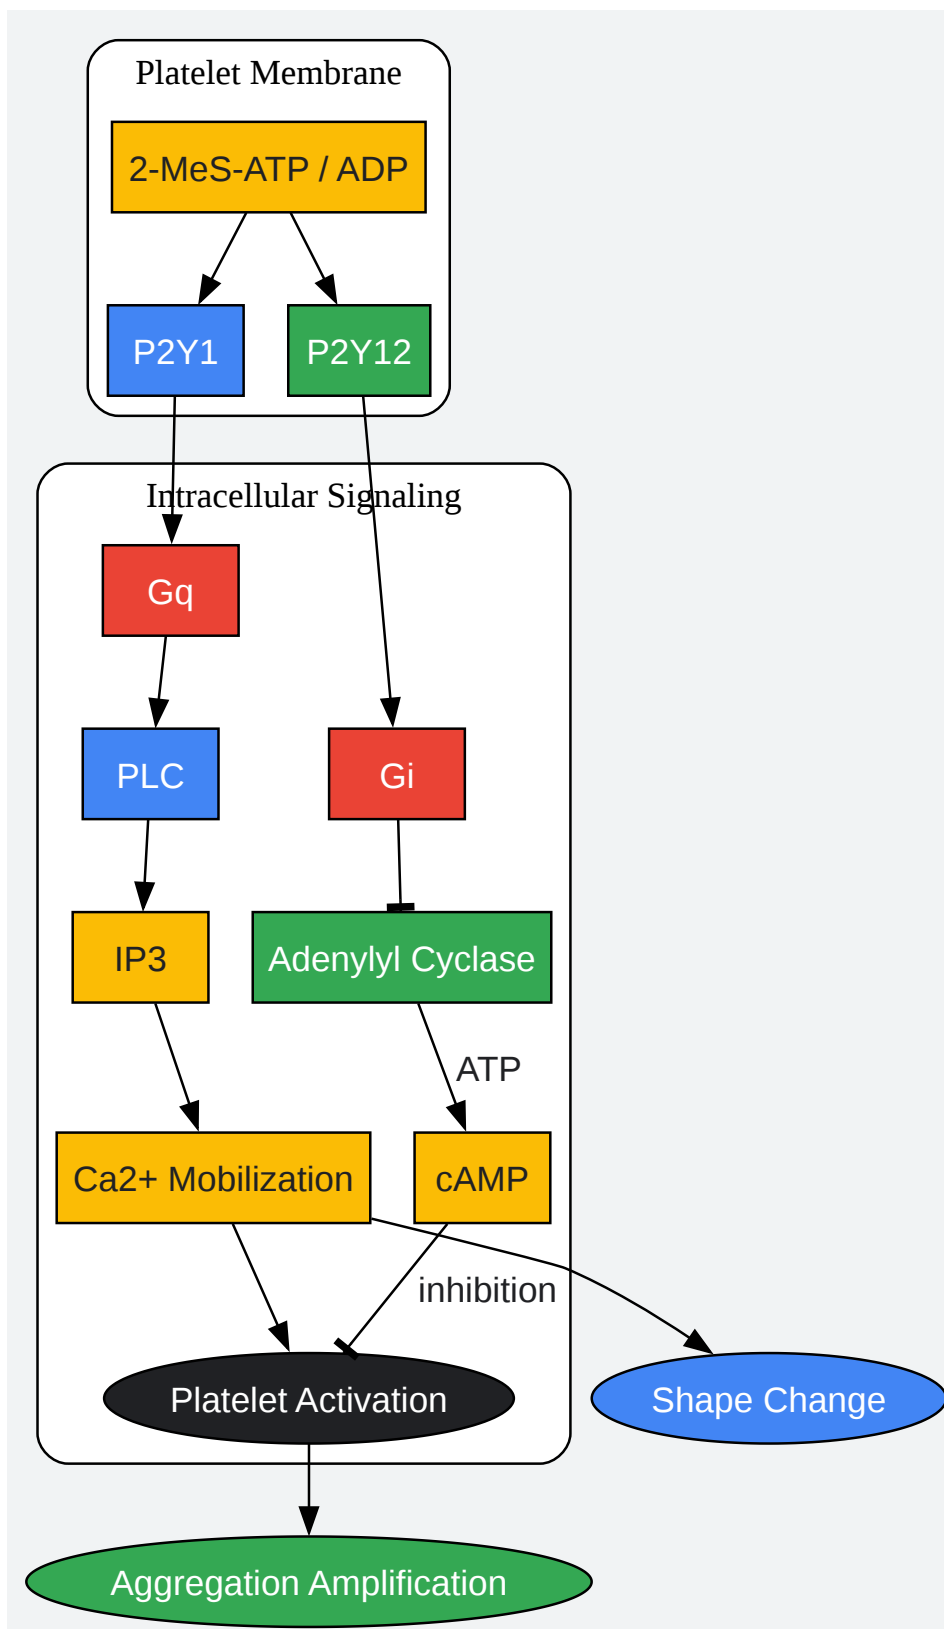 Platelet Membrane
2-MeS-ATP / ADP
P2Y1
P2Y12
Intracellular Signaling
Gq
PLC
Gi
IP3
Adenylyl Cyclase
ATP
Ca2+ Mobilization
cAMP
inhibition
Platelet Activation
Shape Change
Aggregation Amplification